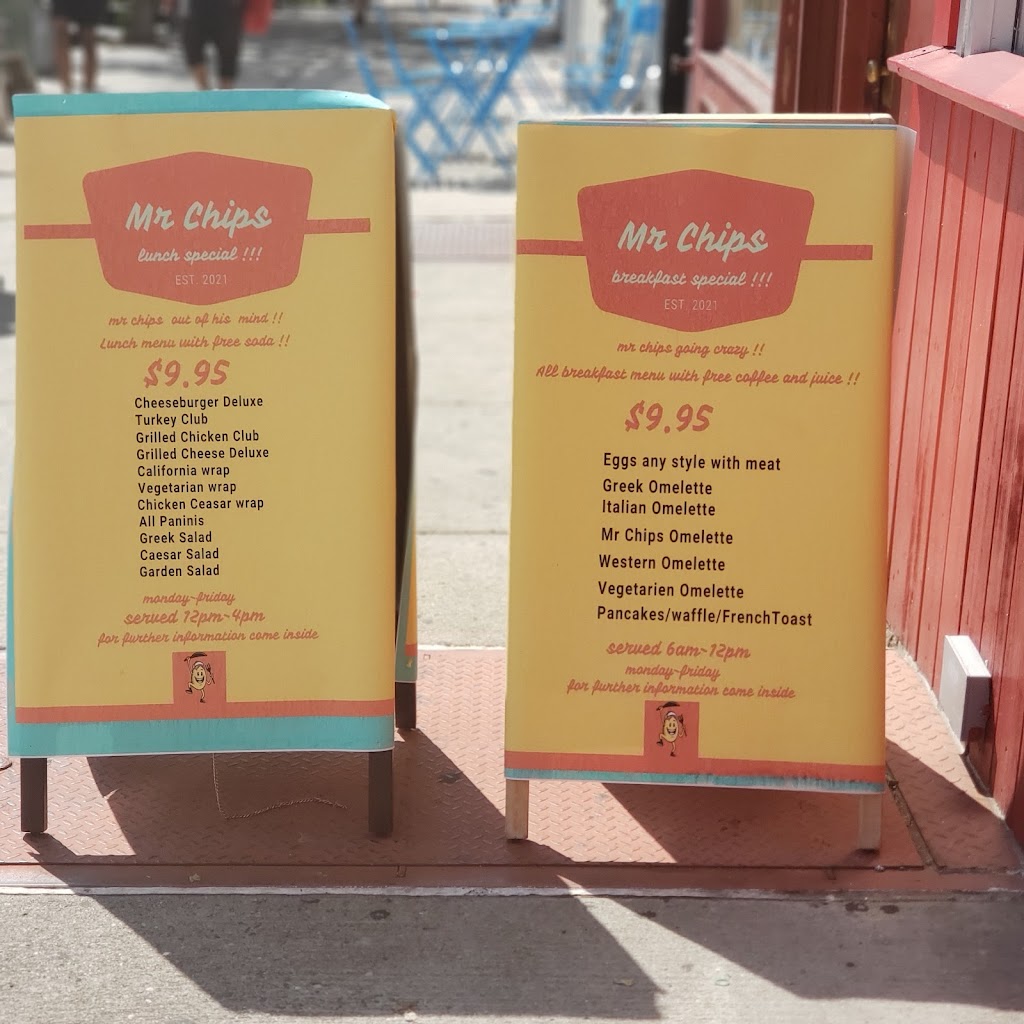 Mr Chips
lunch special !!!
EST. 2021
mr chips out of his mind !!
Lunch menu with free soda !!
$9.95
Cheeseburger Deluxe
Turkey Club
Grilled Chicken Club
Grilled Cheese Deluxe
California wrap
Vegetarian wrap
Chicken Ceasar wrap
All Paninis
Greek Salad
Caesar Salad
Garden Salad
monday-friday
served 12pm-4pm
for further information come inside
Mr Chips
breakfast special !!!
EST. 2021
mr chips going crazy !!
All breakfast menu with free coffee and juice !!
$9.95
Eggs any style with meat
Greek Omelette
Italian Omelette
Mr Chips Omelette
Western Omelette
Vegetarien Omelette
Pancakes/waffle/FrenchToast
served 6am-12pm
monday-friday
for further information come inside